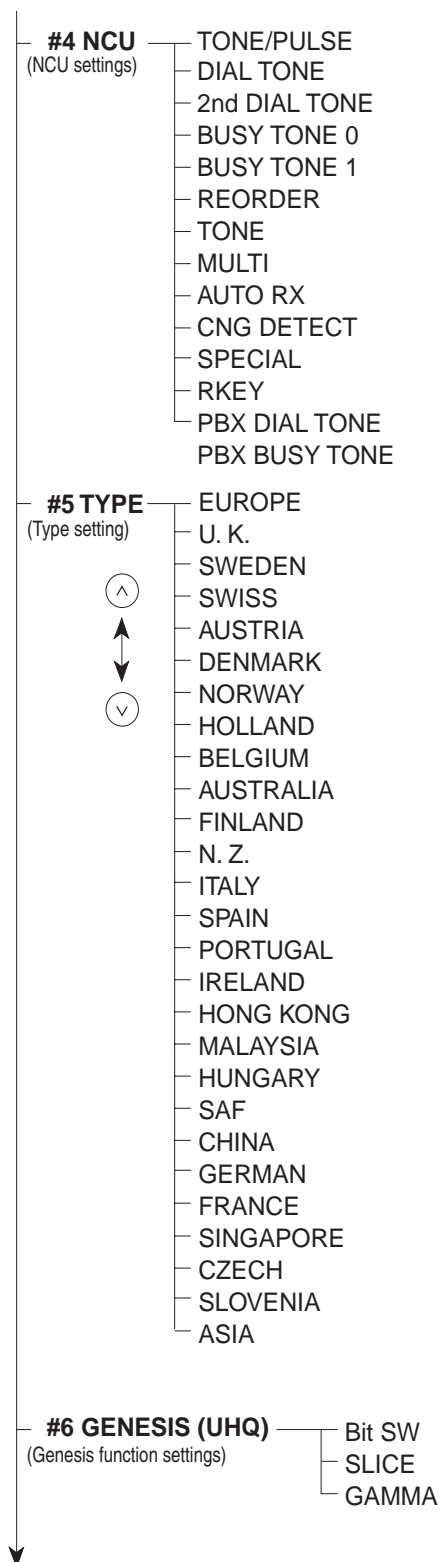 #4 NCU
(NCU settings)
TONE/PULSE
DIAL TONE
2nd DIAL TONE
BUSY TONE 0
BUSY TONE 1
REORDER
TONE
MULTI
AUTO RX
CNG DETECT
SPECIAL
RKEY
PBX DIAL TONE
PBX BUSY TONE
#5 TYPE
(Type setting)
EUROPE
U. K.
SWEDEN
SWISS
AUSTRIA
DENMARK
NORWAY
HOLLAND
BELGIUM
AUSTRALIA
FINLAND
N. Z.
ITALY
SPAIN
PORTUGAL
IRELAND
HONG KONG
MALAYSIA
HUNGARY
SAF
CHINA
GERMAN
FRANCE
SINGAPORE
CZECH
SLOVENIA
ASIA
#6 GENESIS (UHQ)
(Genesis function settings)
Bit SW
SLICE
GAMMA